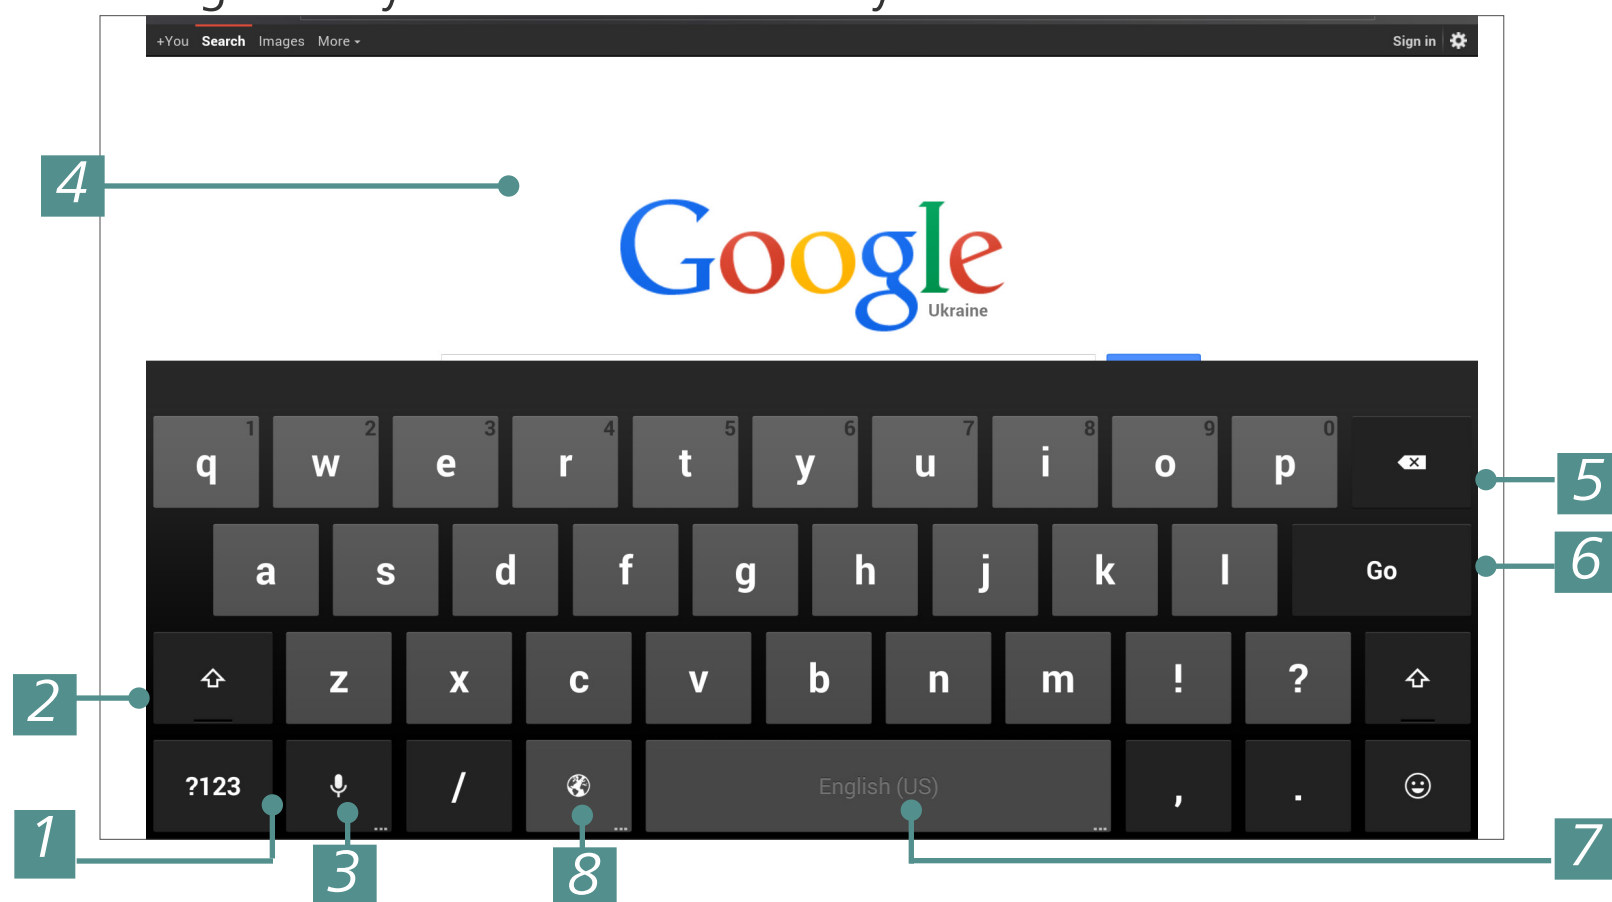 +You Search Images More Sign in
4
Google
Ukraine
1 2 3 4 5 6 7 8 9 0
q w e r t y u i o p
5
a s d f g h j k l Go
6
2
z x c v b n m ! ?
?123 / English (US) , .
1
3
8
7